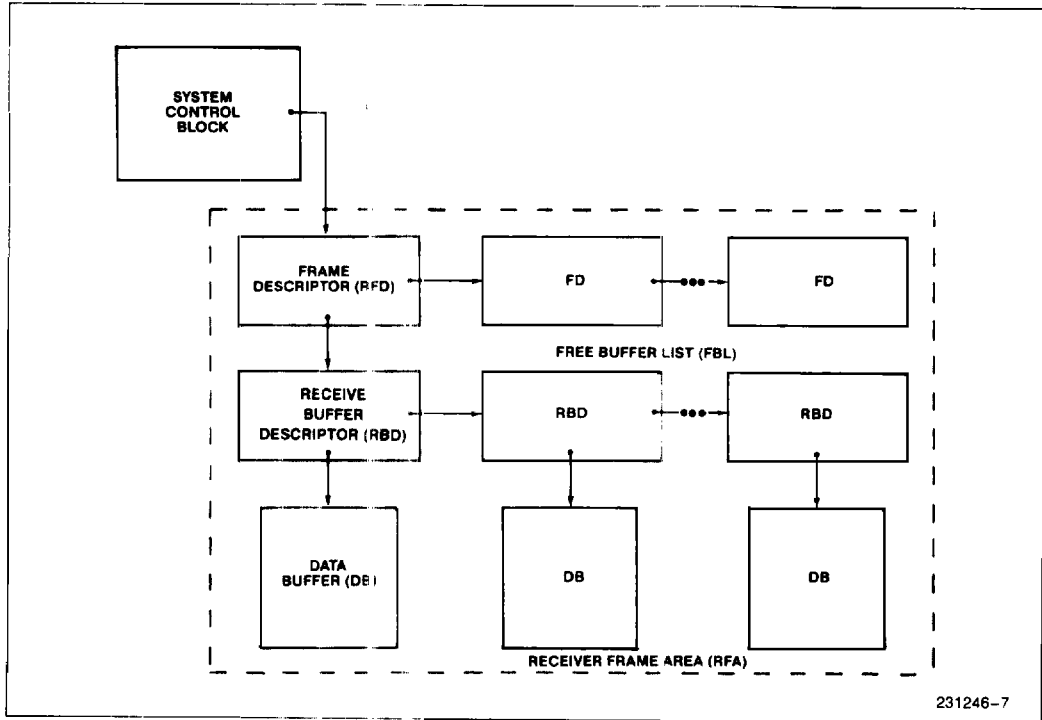 SYSTEM
CONTROL
BLOCK
FRAME
DESCRIPTOR (RFD)
FD
FD
FREE BUFFER LIST (FBL)
RECEIVE
BUFFER
DESCRIPTOR (RBD)
RBD
RBD
DATA
BUFFER (DB)
DB
DB
RECEIVER FRAME AREA (RFA)
231246-7